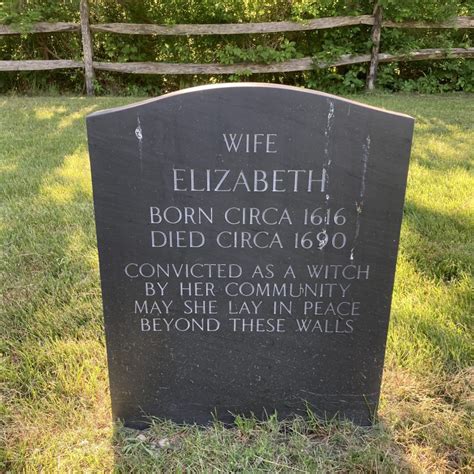 WIFE
ELIZABETH
BORN CIRCA 1616
DIED CIRCA 1690
CONVICTED AS A WITCH
BY HER COMMUNITY
MAY SHE LAY IN PEACE
BEYOND THESE WALLS